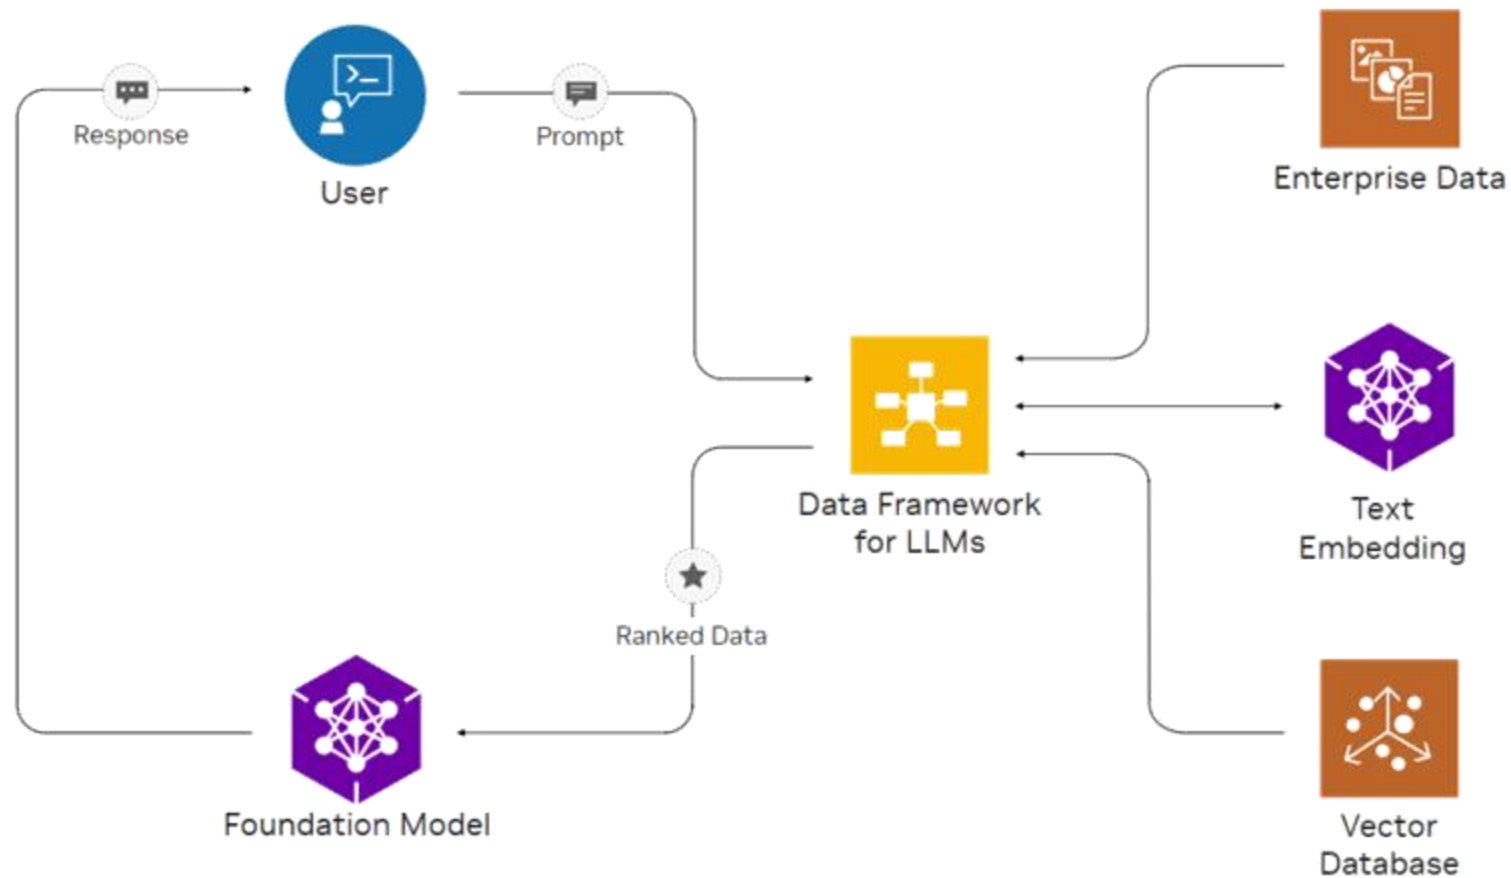 Response
User
Prompt
Enterprise Data
Data Framework
for LLMs
Text
Embedding
Ranked Data
Foundation Model
Vector
Database